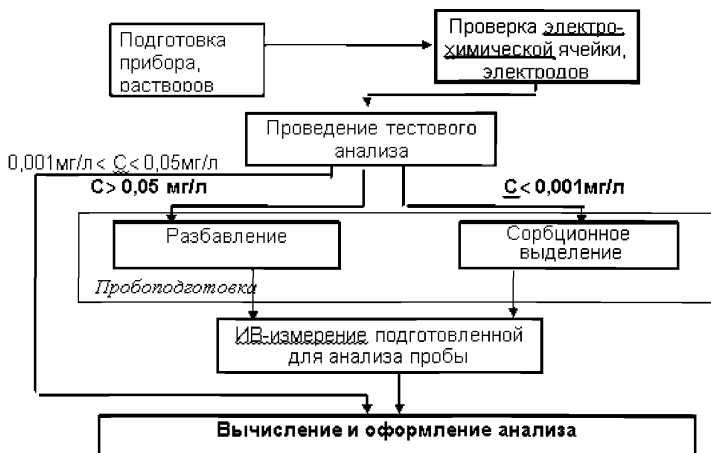 Подготовка
прибора,
растворов
Проверка электро-
химической ячейки,
электродов
Проведение тестового
анализа
0,001мг/л< С<0,05мг/л
С> 0,05 мг/л
С< 0,001мг/л
Разбавление
Сорбционное
выделение
Пробоподготовка
ИВ-измерение подготовленной
для анализа пробы
Вычисление и оформление анализа